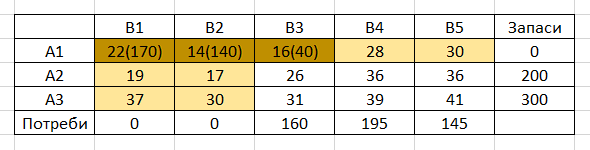 B1 B2 B3 B4 B5 Запаси
A1 22(170) 14(140) 16(40) 28 30 0
A2 19 17 26 36 36 200
A3 37 30 31 39 41 300
Потреби 0 0 160 195 145